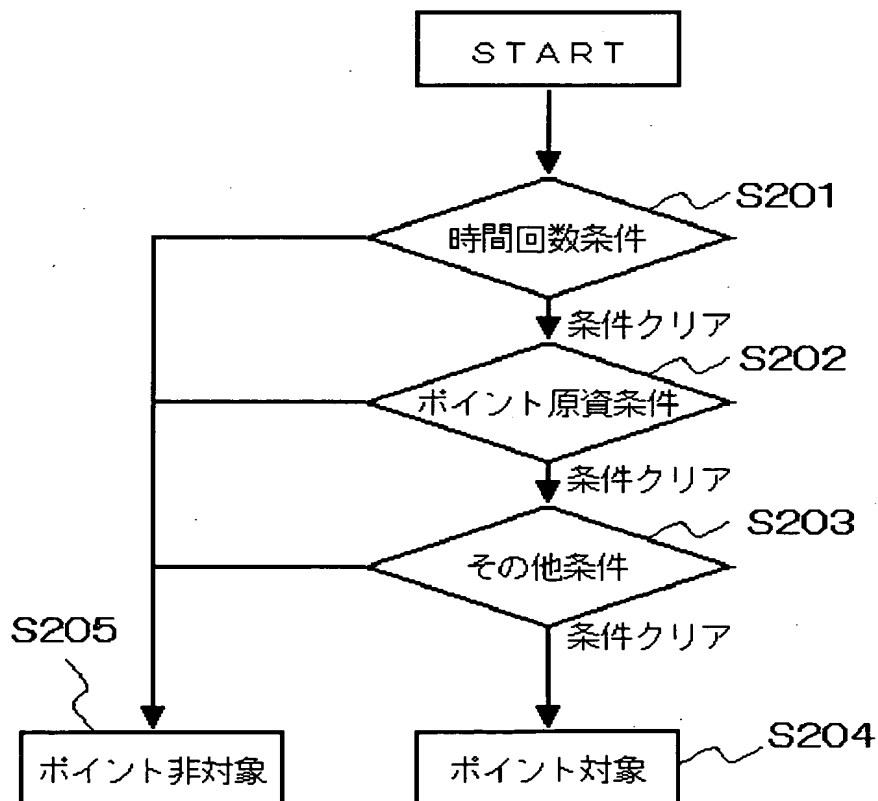 START
S201
時間回数条件
条件クリア
S202
ポイント原資条件
条件クリア
S203
その他条件
条件クリア
S205
S204
ポイント非対象
ポイント対象